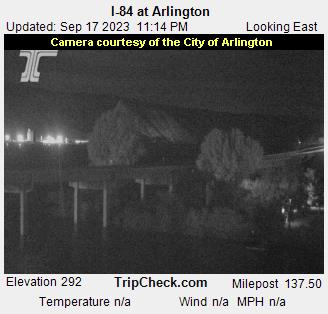 I-84 at Arlington
Updated: Sep 17 2023 11:14 PM Looking East
Camera courtesy of the City of Arlington
Elevation 292 TripCheck.com Milepost 137.50
Temperature n/a Wind n/a MPH n/a